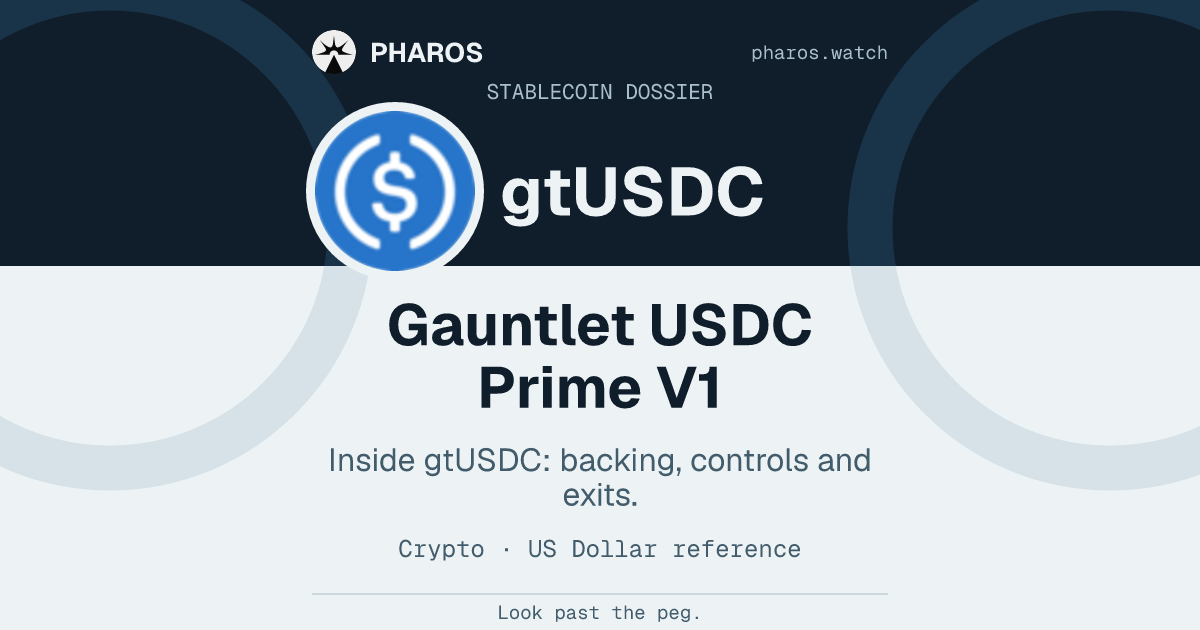 PHAROS
pharos.watch
STABLECOIN DOSSIER
$
gtUSDC
Gauntlet USDC
Prime V1
Inside gtUSDC: backing, controls and
exits.
Crypto · US Dollar reference
Look past the peg.